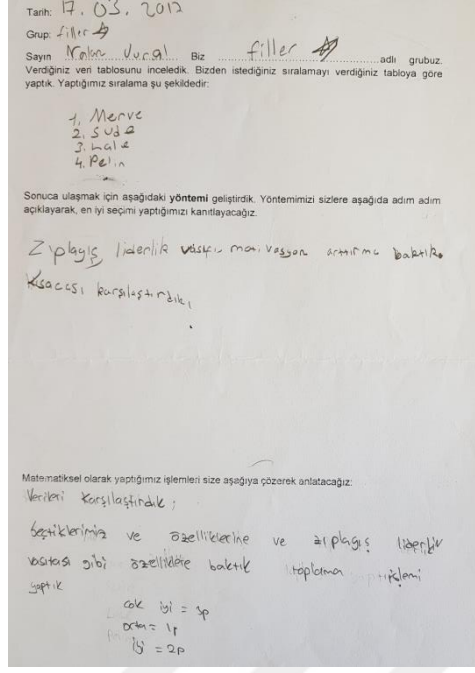 Tarih: 17. 03. 2017
Grup: filler
Sayın Nalan Vural Biz filler adlı grubuz.
Verdiğiniz veri tablosunu inceledik. Bizden istediğiniz sıralamayı verdiğiniz tabloya göre
yaptık. Yaptığımız sıralama şu şekildedir:
1. Merve
2. Sude
3. hale
4. Pelin
Sonuca ulaşmak için aşağıdaki yöntemi geliştirdik. Yöntemimizi sizlere aşağıda adım adım
açıklayarak, en iyi seçimi yaptığımızı kanıtlayacağız.
Zıplayış liderlik vasfı, motivasyon arttırma baktık.
Kısacası karşılaştırdık,
Matematiksel olarak yaptığımız işlemleri size aşağıya çözerek anlatacağız:
Verileri karşılaştırdık;
Seçtiklerimiz ve özelliklerine ve zıplayış liderlik
vasıtası gibi özelliklere baktık toplama işlemi
yaptık
çok iyi = 3p
orta = 1p
iyi = 2p